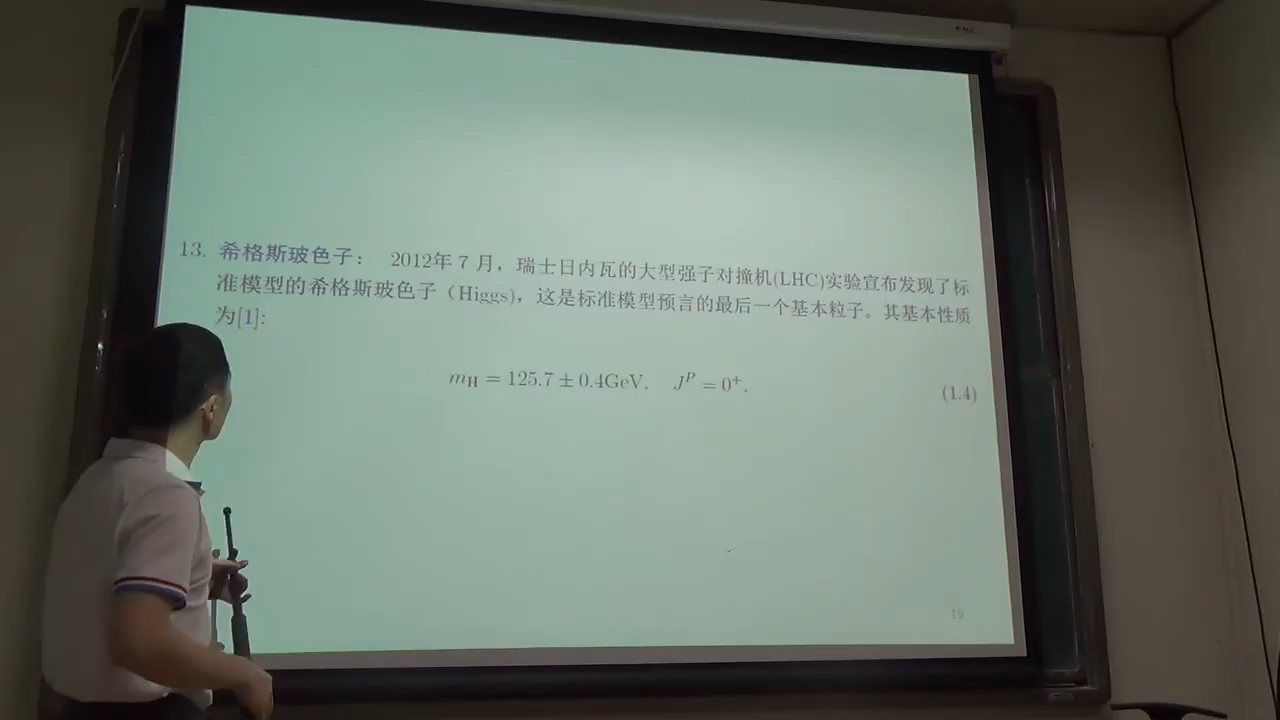 13. 希格斯玻色子： 2012年 7 月，瑞士日内瓦的大型强子对撞机(LHC)实验宣布发现了标
准模型的希格斯玻色子（Higgs)，这是标准模型预言的最后一个基本粒子。其基本性质
为[1]:
m_H = 125.7 ± 0.4GeV. J^P = 0^+. (1.4)
19